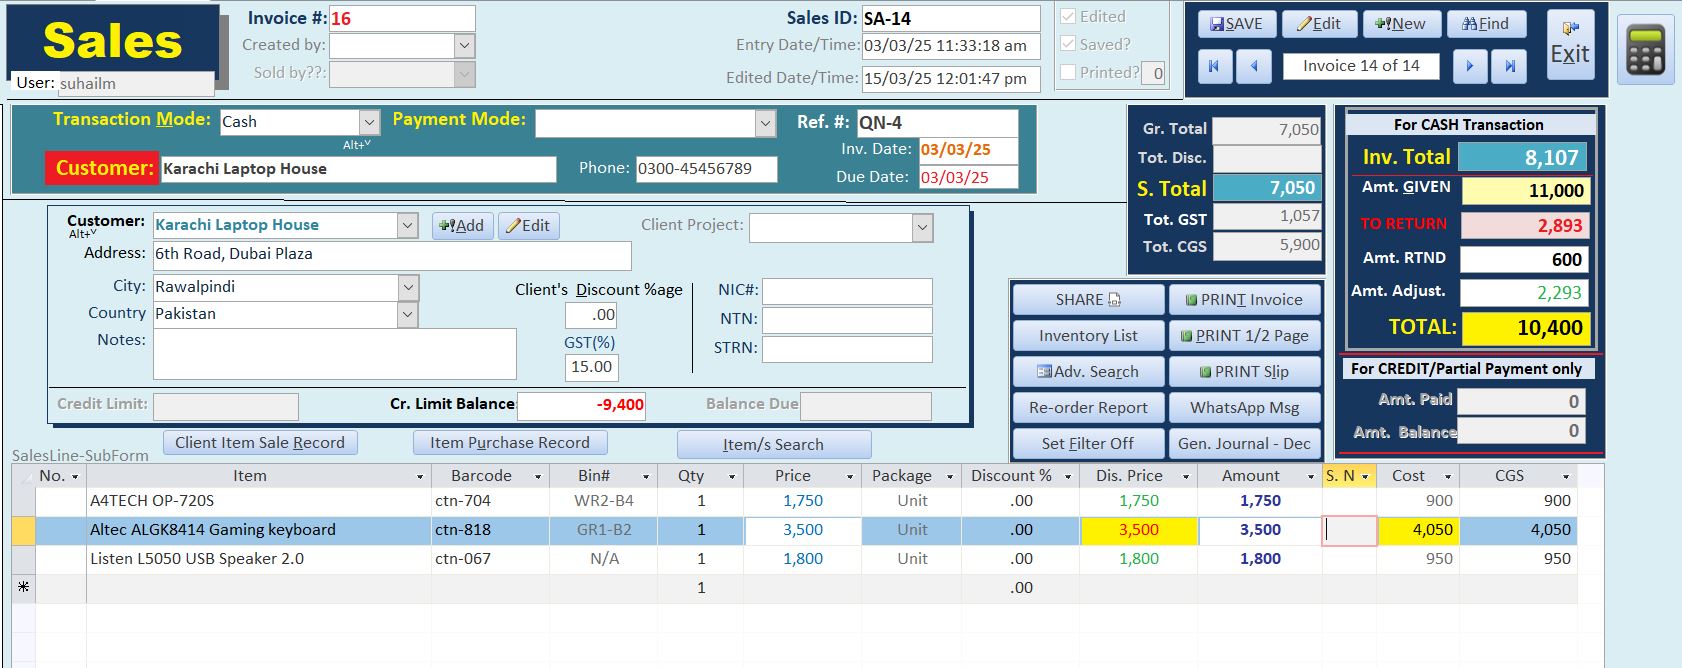 Sales
User: suhailm
Invoice #: 16
Created by:
Sold by??:
Sales ID: SA-14
Entry Date/Time: 03/03/25 11:33:18 am
Edited Date/Time: 15/03/25 12:01:47 pm
Edited
Saved?
Printed? 0
SAVE Edit New Find
Invoice 14 of 14
Exit
Transaction Mode: Cash
Alt+˅
Payment Mode:
Ref. #: QN-4
Customer: Karachi Laptop House
Phone: 0300-45456789
Inv. Date: 03/03/25
Due Date: 03/03/25
Gr. Total 7,050
Tot. Disc.
S. Total 7,050
Tot. GST 1,057
Tot. CGS 5,900
For CASH Transaction
Inv. Total 8,107
Amt. GIVEN 11,000
TO RETURN 2,893
Amt. RTND 600
Amt. Adjust. 2,293
TOTAL: 10,400
For CREDIT/Partial Payment only
Amt. Paid 0
Amt. Balance 0
Customer: Karachi Laptop House
Alt+˅
Add Edit
Client Project:
Address: 6th Road, Dubai Plaza
City: Rawalpindi
Country Pakistan
Notes:
Client's Discount %age
.00
GST(%)
15.00
NIC#:
NTN:
STRN:
Credit Limit:
Cr. Limit Balance: -9,400
Balance Due
SHARE PRINT Invoice
Inventory List PRINT 1/2 Page
Adv. Search PRINT Slip
Re-order Report WhatsApp Msg
Set Filter Off Gen. Journal - Dec
Client Item Sale Record Item Purchase Record Item/s Search
SalesLine-SubForm
No. Item Barcode Bin# Qty Price Package Discount % Dis. Price Amount S. N Cost CGS
A4TECH OP-720S ctn-704 WR2-B4 1 1,750 Unit .00 1,750 1,750 900 900
Altec ALGK8414 Gaming keyboard ctn-818 GR1-B2 1 3,500 Unit .00 3,500 3,500 4,050 4,050
Listen L5050 USB Speaker 2.0 ctn-067 N/A 1 1,800 Unit .00 1,800 1,800 950 950
1 .00